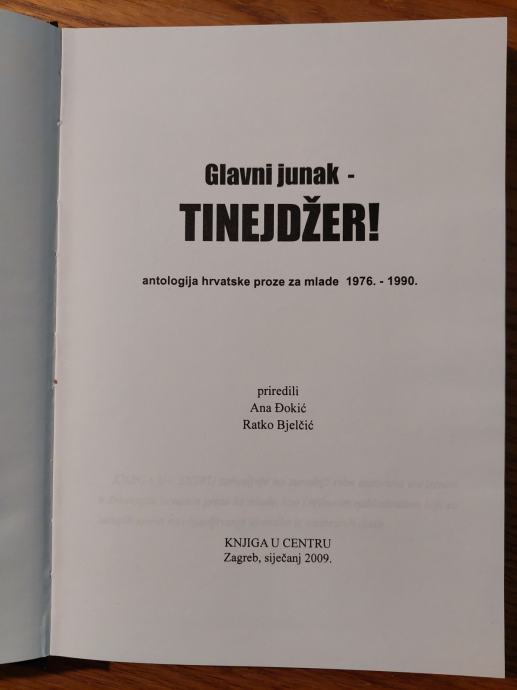 Glavni junak -
TINEJDŽER!
antologija hrvatske proze za mlade 1976. - 1990.
priredili
Ana Đokić
Ratko Bjelčić
KNJIGA U CENTRU
Zagreb, siječanj 2009.